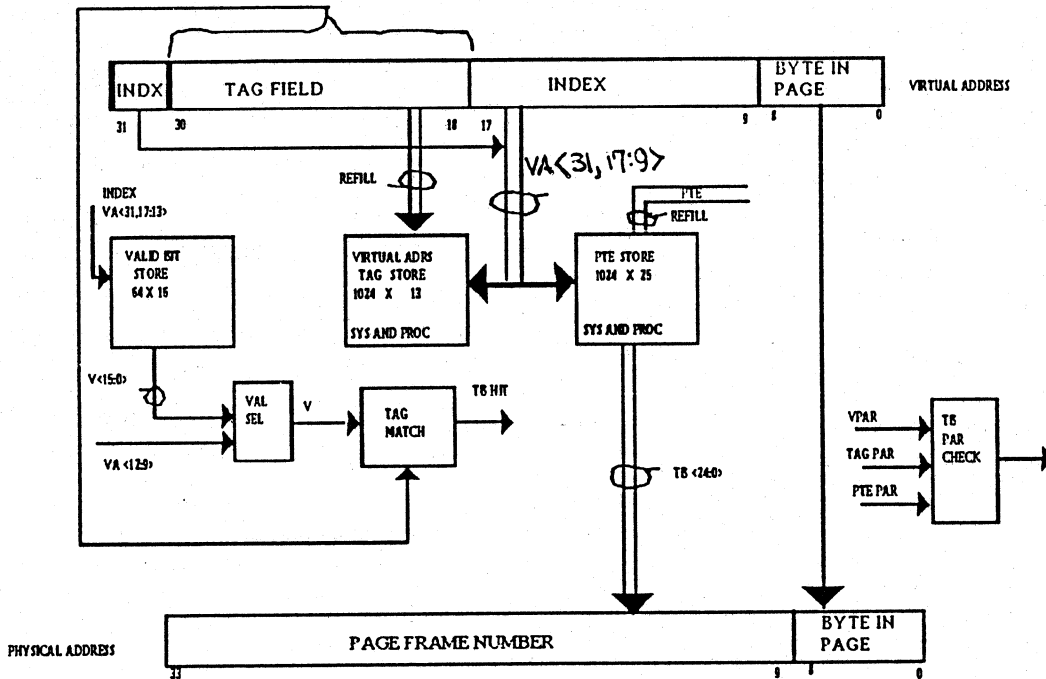 INDX
TAG FIELD
INDEX
BYTE IN
PAGE
VIRTUAL ADDRESS
31
30
18
17
9
8
0
VA<31, 17:9>
REFILL
PTE
REFILL
INDEX
VA<31,17:13>
VALID BIT
STORE
64 X 16
VIRTUAL ADRS
TAG STORE
1024 X 13
SYS AND PROC
PTE STORE
1024 X 25
SYS AND PROC
V<15:0>
VAL
SEL
V
TAG
MATCH
TB HIT
VA <12:9>
TB <24:0>
VPAR
TAG PAR
PTE PAR
TB
PAR
CHECK
PHYSICAL ADDRESS
PAGE FRAME NUMBER
BYTE IN
PAGE
33
9
8
0